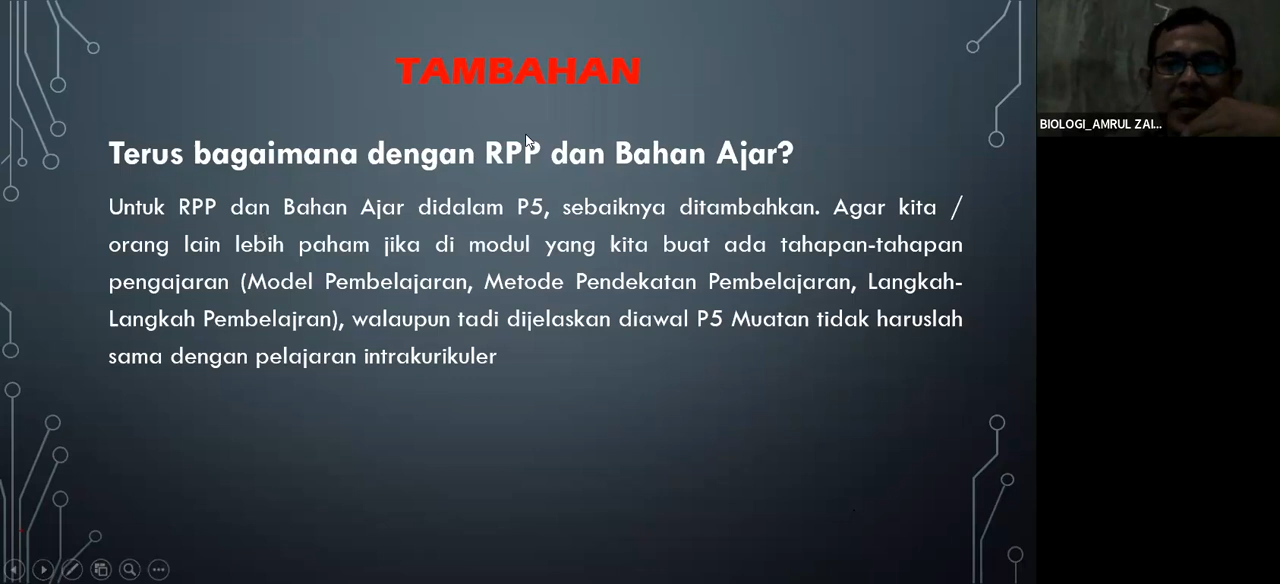 TAMBAHAN
Terus bagaimana dengan RPP dan Bahan Ajar?
Untuk RPP dan Bahan Ajar didalam P5, sebaiknya ditambahkan. Agar kita /
orang lain lebih paham jika di modul yang kita buat ada tahapan-tahapan
pengajaran (Model Pembelajaran, Metode Pendekatan Pembelajaran, Langkah-
Langkah Pembelajran), walaupun tadi dijelaskan diawal P5 Muatan tidak haruslah
sama dengan pelajaran intrakurikuler
BIOLOGI_AMRUL ZAI...